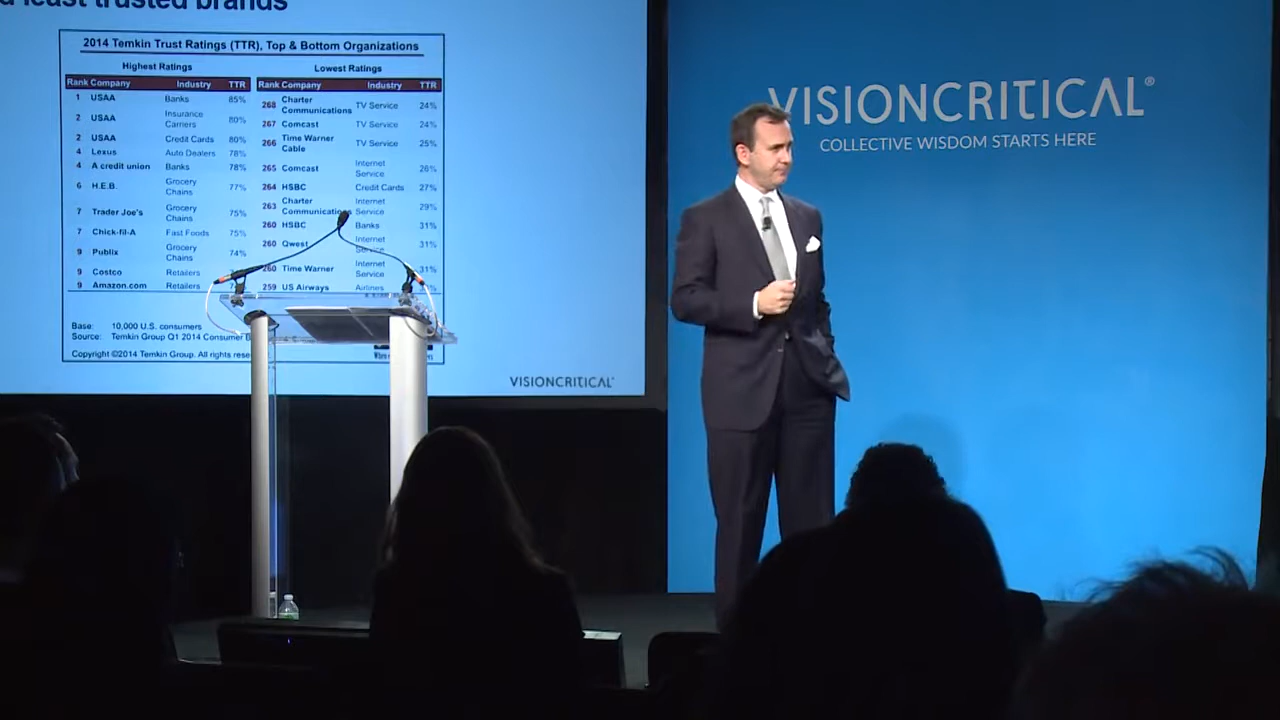 d least trusted brands
2014 Temkin Trust Ratings (TTR), Top & Bottom Organizations
Highest Ratings
Rank Company Industry TTR
1 USAA Banks 85%
2 USAA Insurance Carriers 80%
2 USAA Credit Cards 80%
4 Lexus Auto Dealers 78%
4 A credit union Banks 78%
6 H.E.B. Grocery Chains 77%
7 Trader Joe's Grocery Chains 75%
7 Chick-fil-A Fast Foods 75%
9 Publix Grocery Chains 74%
9 Costco Retailers
9 Amazon.com Retailers
Lowest Ratings
Rank Company Industry TTR
268 Charter Communications TV Service 24%
267 Comcast TV Service 24%
266 Time Warner Cable TV Service 25%
265 Comcast Internet Service 26%
264 HSBC Credit Cards 27%
263 Charter Communications Internet Service 29%
260 HSBC Banks 31%
260 Qwest Internet Service 31%
260 Time Warner Internet Service 31%
259 US Airways Airlines
Base: 10,000 U.S. consumers
Source: Temkin Group Q1 2014 Consumer
Copyright ©2014 Temkin Group. All rights
VISIONCRITICAL®
VISIONCRITICAL®
COLLECTIVE WISDOM STARTS HERE